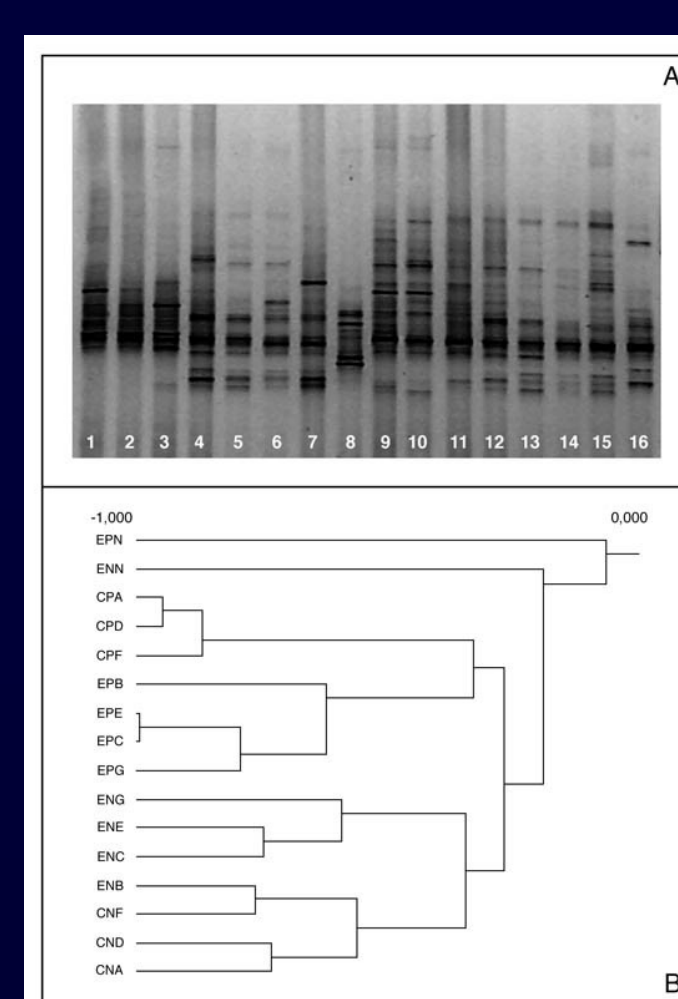 A
1 2 3 4 5 6 7 8 9 10 11 12 13 14 15 16
-1,000 0,000
EPN
ENN
CPA
CPD
CPF
EPB
EPE
EPC
EPG
ENG
ENE
ENC
ENB
CNF
CND
CNA
B